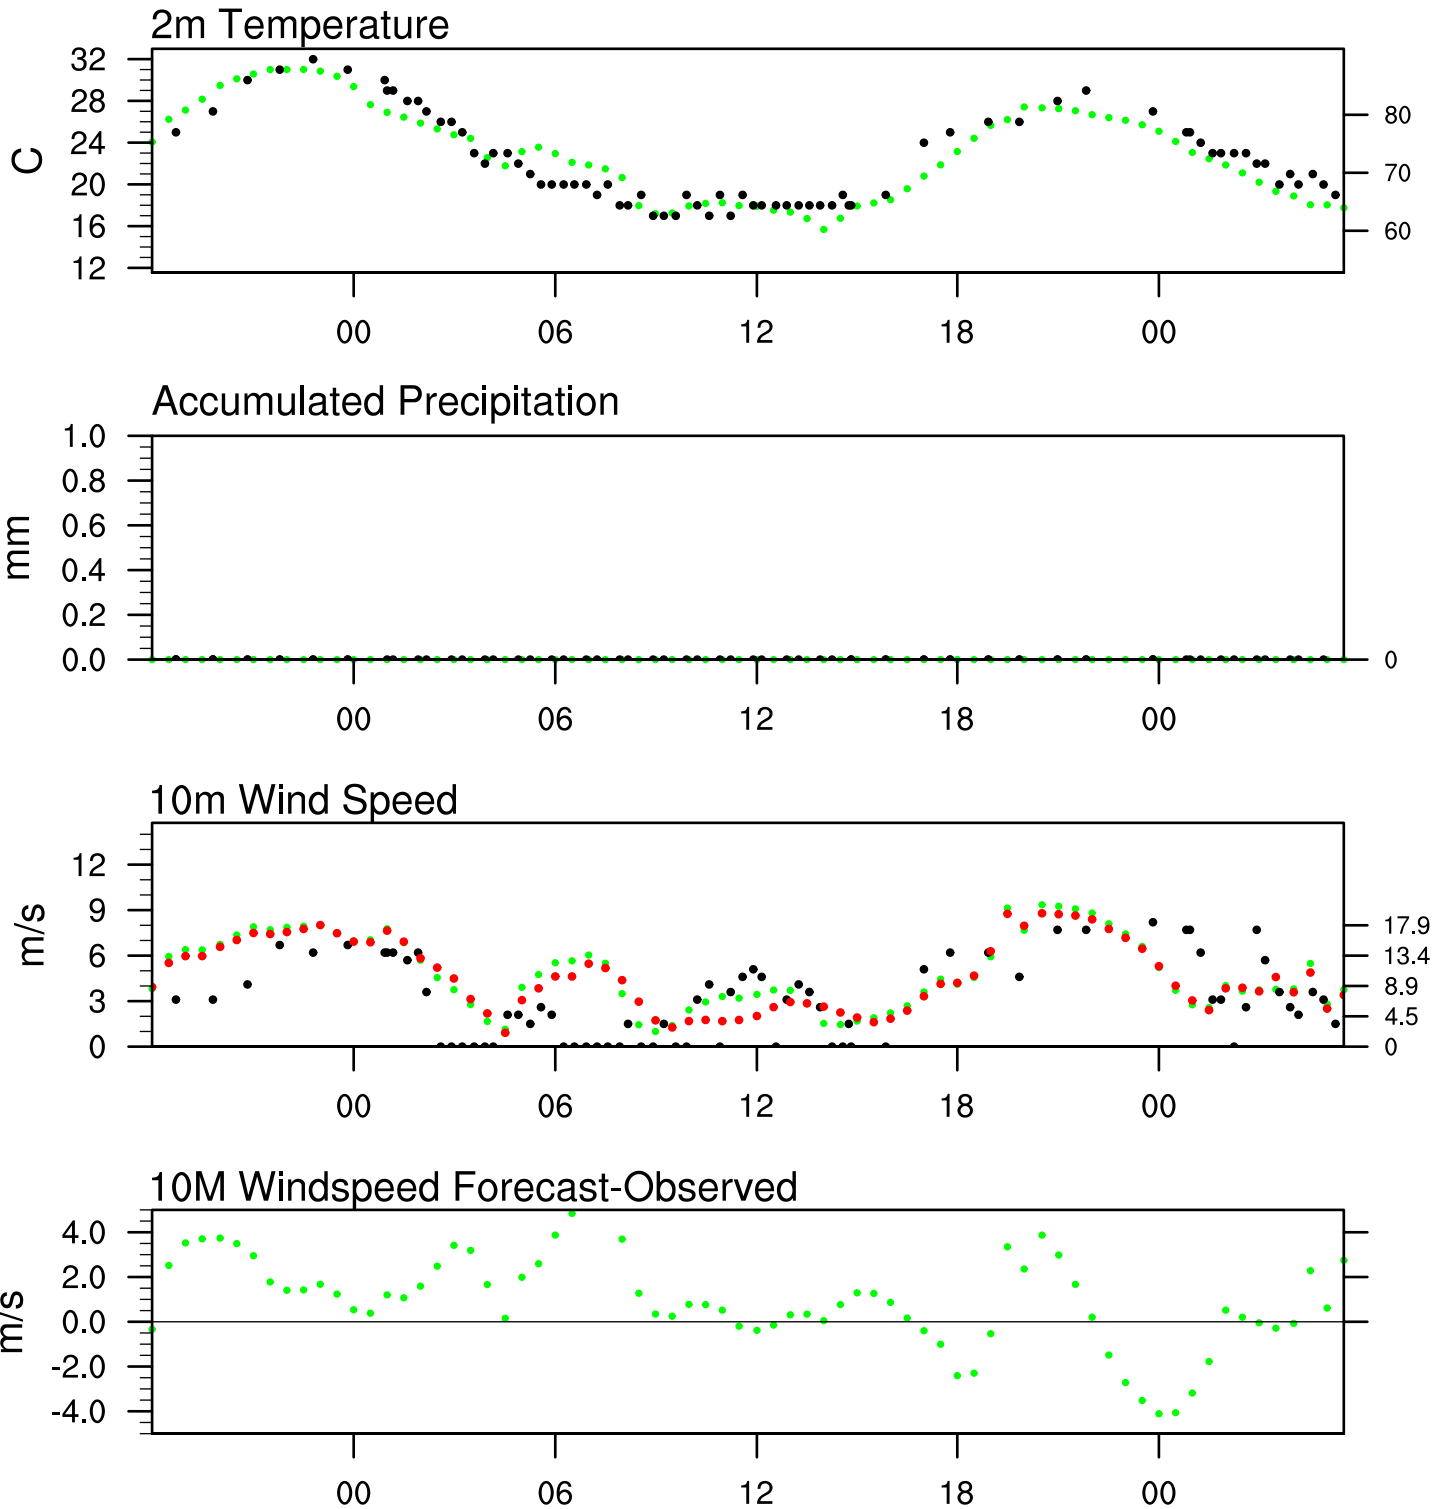 2m Temperature
32
28
24
20
16
12
C
80
70
60
00 06 12 18 00
Accumulated Precipitation
1.0
0.8
0.6
0.4
0.2
0.0
mm
0
00 06 12 18 00
10m Wind Speed
12
9
6
3
0
m/s
17.9
13.4
8.9
4.5
0
00 06 12 18 00
10M Windspeed Forecast-Observed
4.0
2.0
0.0
-2.0
-4.0
m/s
00 06 12 18 00